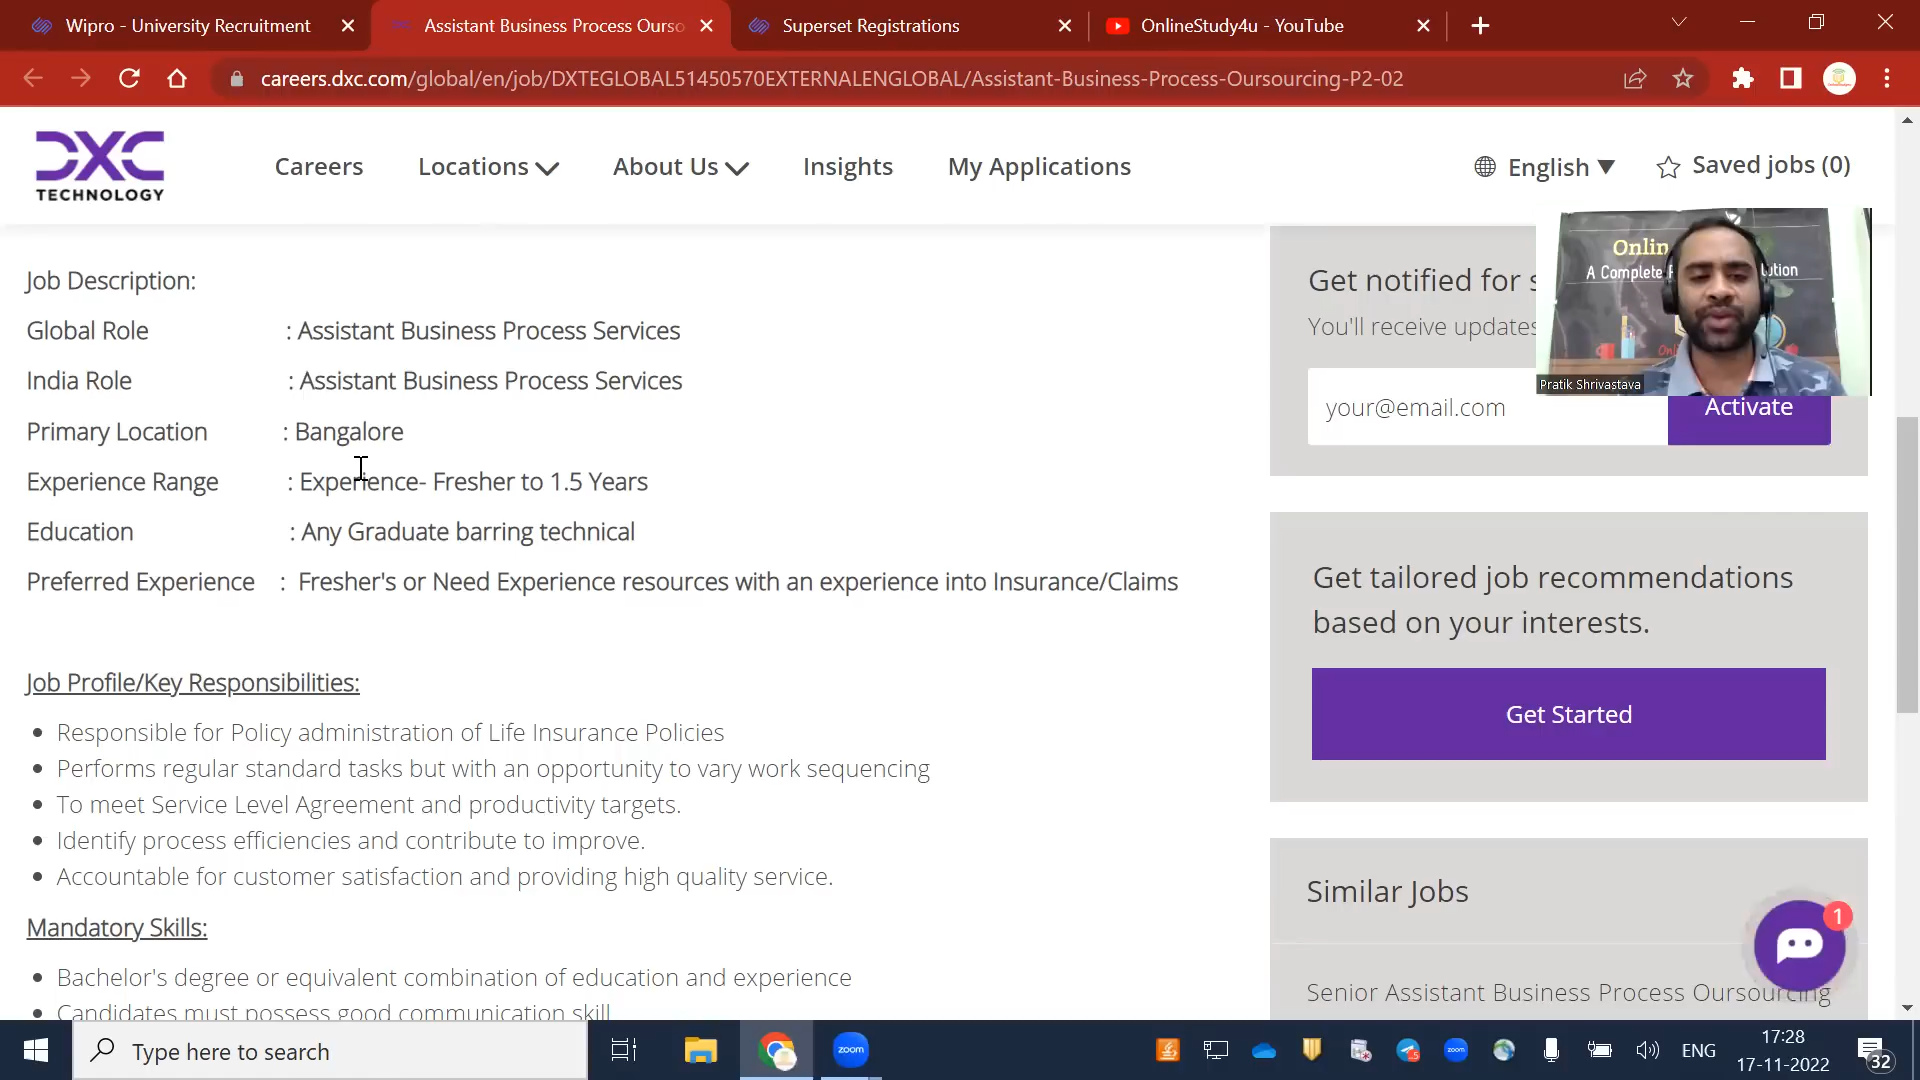 Wipro - University Recruitment
Assistant Business Process Ourso
Superset Registrations
OnlineStudy4u - YouTube
careers.dxc.com/global/en/job/DXTEGLOBAL51450570EXTERNALENGLOBAL/Assistant-Business-Process-Oursourcing-P2-02
DXC
TECHNOLOGY
Careers
Locations
About Us
Insights
My Applications
English
Saved jobs (0)
Job Description:
Global Role : Assistant Business Process Services
India Role : Assistant Business Process Services
Primary Location : Bangalore
Experience Range : Experience- Fresher to 1.5 Years
Education : Any Graduate barring technical
Preferred Experience : Fresher's or Need Experience resources with an experience into Insurance/Claims
Job Profile/Key Responsibilities:
Responsible for Policy administration of Life Insurance Policies
Performs regular standard tasks but with an opportunity to vary work sequencing
To meet Service Level Agreement and productivity targets.
Identify process efficiencies and contribute to improve.
Accountable for customer satisfaction and providing high quality service.
Mandatory Skills:
Bachelor's degree or equivalent combination of education and experience
Candidates must possess good communication skill
Get notified for s
You'll receive updates
Onlin
A Complete
Pratik Shrivastava
your@email.com
Activate
Get tailored job recommendations
based on your interests.
Get Started
Similar Jobs
1
Senior Assistant Business Process Oursourcing
Type here to search
zoom
zoom
ENG
17:28
17-11-2022
32